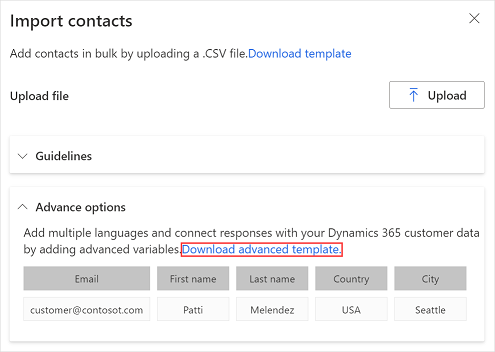 Import contacts
Add contacts in bulk by uploading a .CSV file.Download template
Upload file
Upload
Guidelines
Advance options
Add multiple languages and connect responses with your Dynamics 365 customer data
by adding advanced variables.Download advanced template.
Email First name Last name Country City
customer@contosot.com Patti Melendez USA Seattle